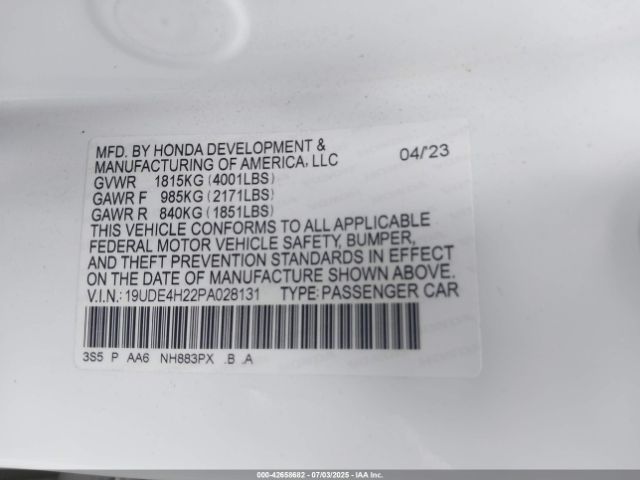 MFD. BY HONDA DEVELOPMENT &
MANUFACTURING OF AMERICA, LLC 04/'23
GVWR 1815KG (4001LBS)
GAWR F 985KG (2171LBS)
GAWR R 840KG (1851LBS)
THIS VEHICLE CONFORMS TO ALL APPLICABLE
FEDERAL MOTOR VEHICLE SAFETY, BUMPER,
AND THEFT PREVENTION STANDARDS IN EFFECT
ON THE DATE OF MANUFACTURE SHOWN ABOVE.
V.I.N.: 19UDE4H22PA028131 TYPE: PASSENGER CAR
3S5 P AA6 NH883PX .B .A
000-42658682 - 07/03/2025 - IAA Inc.